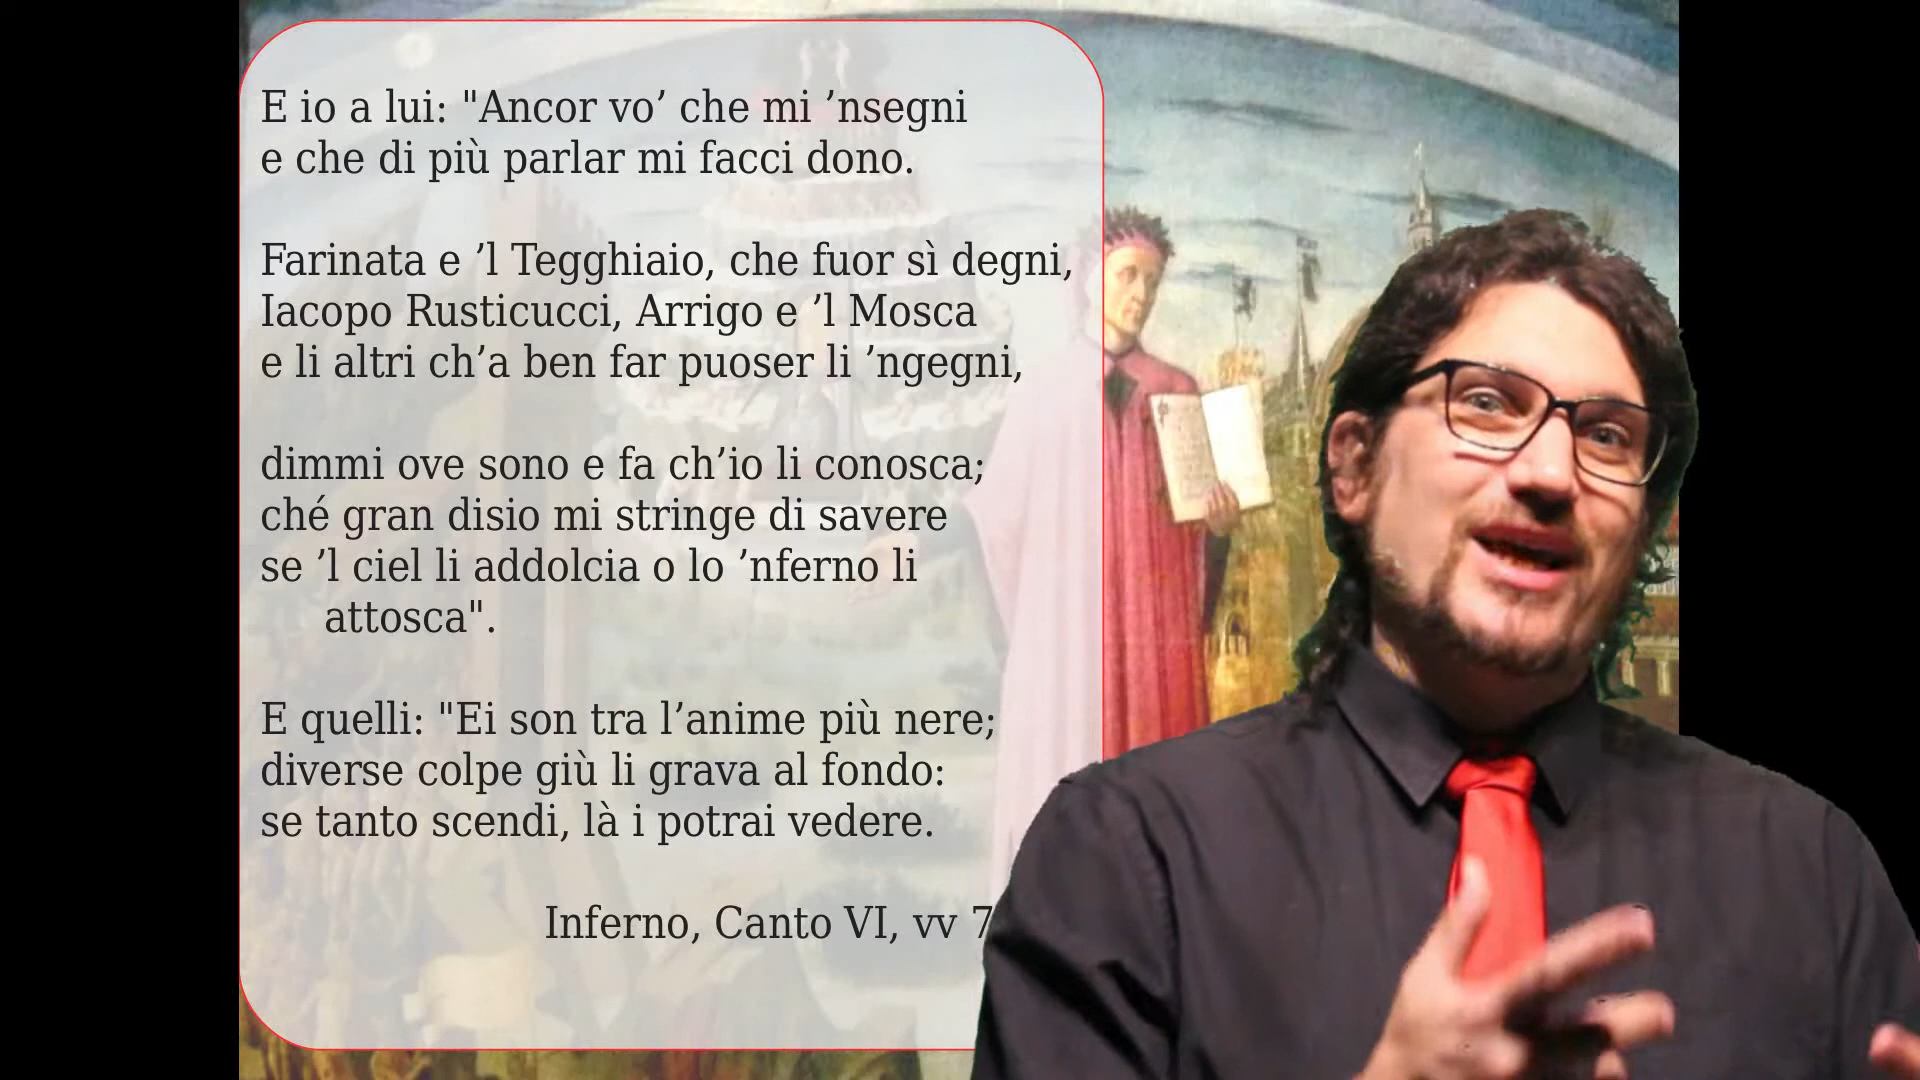 E io a lui: "Ancor vo’ che mi ’nsegni
e che di più parlar mi facci dono.
Farinata e ’l Tegghiaio, che fuor sì degni,
Iacopo Rusticucci, Arrigo e ’l Mosca
e li altri ch’a ben far puoser li ’ngegni,
dimmi ove sono e fa ch’io li conosca;
ché gran disio mi stringe di savere
se ’l ciel li addolcia o lo ’nferno li
attosca".
E quelli: "Ei son tra l’anime più nere;
diverse colpe giù li grava al fondo:
se tanto scendi, là i potrai vedere.
Inferno, Canto VI, vv 7